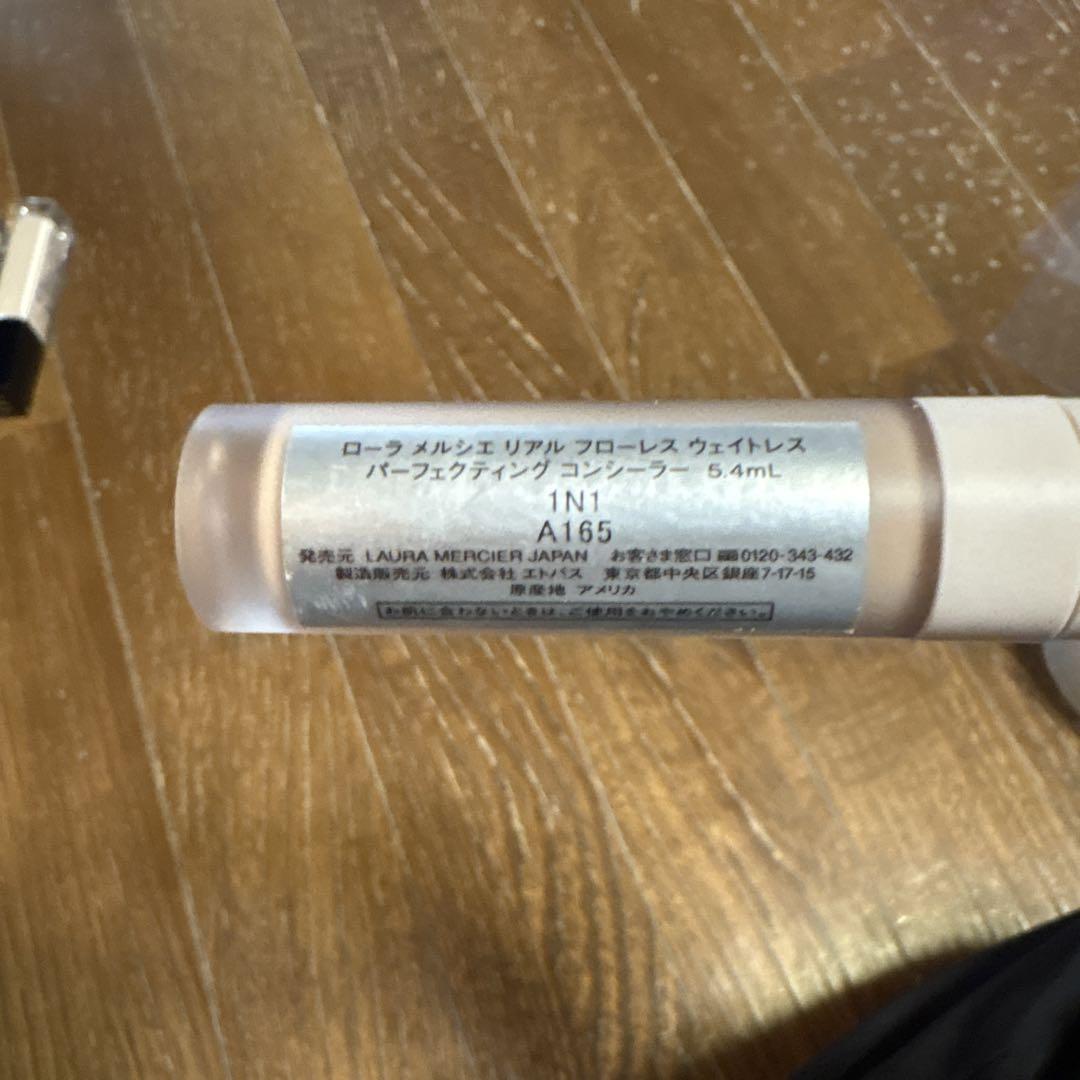 ローラ メルシエ リアル フローレス ウェイトレス
パーフェクティング コンシーラー 5.4mL
1N1
A165
発売元 LAURA MERCIER JAPAN お客さま窓口 0120-343-432
製造販売元 株式会社 エトバス 東京都中央区銀座7-17-15
原産地 アメリカ
お肌に合わないときは、ご使用をおやめください。